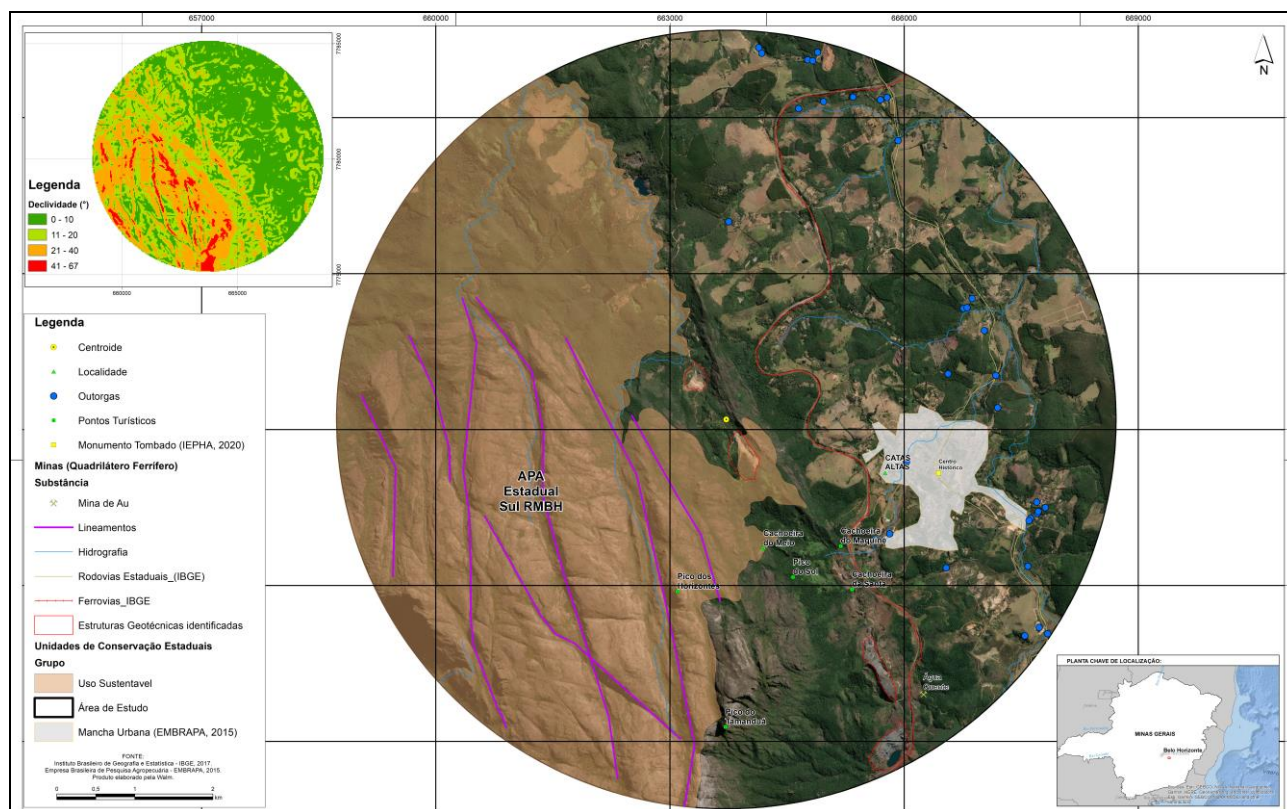 657000
660000
663000
666000
669000
N
7785000
7780000
7775000
660000
665000
Legenda
Declividade (°)
0 - 10
11 - 20
21 - 40
41 - 67
Legenda
Centroide
Localidade
Outorgas
Pontos Turísticos
Monumento Tombado (IEPHA, 2020)
Minas (Quadrilátero Ferrífero)
Substância
Mina de Au
Lineamentos
Hidrografia
Rodovias Estaduais_(IBGE)
Ferrovias_IBGE
Estruturas Geotécnicas identificadas
Unidades de Conservação Estaduais
Grupo
Uso Sustentavel
Área de Estudo
Mancha Urbana (EMBRAPA, 2015)
FONTE:
Instituto Brasileiro de Geografia e Estatística - IBGE, 2017.
Empresa Brasileira de Pesquisa Agropecuária - EMBRAPA, 2015.
Produto elaborado pela Walm.
0 0,5 1 2
km
APA
Estadual
Sul RMBH
CATAS
ALTAS
Centro
Histórico
Cachoeira
do Meio
Cachoeira
do Maquiné
Pico
do Sol
Cachoeira
da Santa
Pico dos
Horizontes
Água
Quente
Pico do
Tamanduá
PLANTA CHAVE DE LOCALIZAÇÃO:
MINAS GERAIS
Belo Horizonte